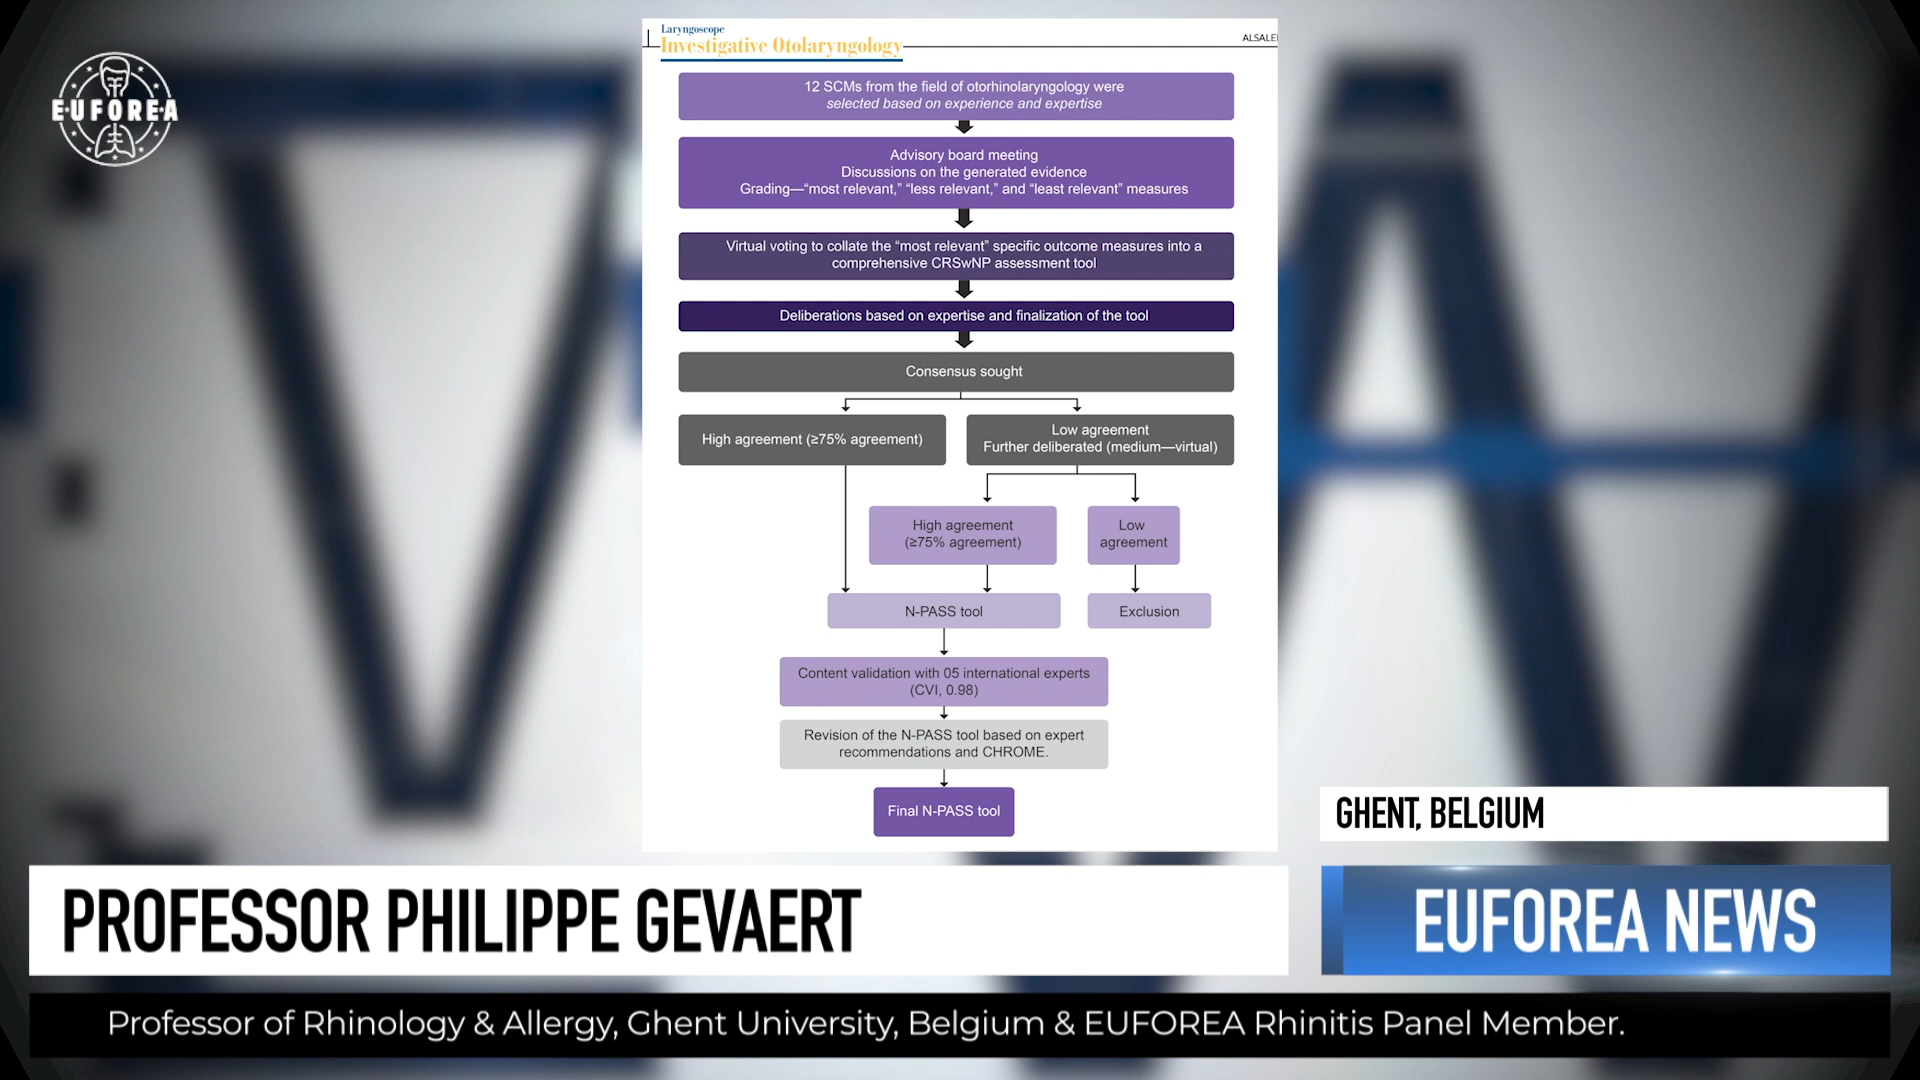 EUFOREA
Laryngoscope
Investigative Otolaryngology
12 SCMs from the field of otorhinolaryngology were
selected based on experience and expertise
Advisory board meeting
Discussions on the generated evidence
Grading—“most relevant,” “less relevant,” and “least relevant” measures
Virtual voting to collate the “most relevant” specific outcome measures into a
comprehensive CRSwNP assessment tool
Deliberations based on expertise and finalization of the tool
Consensus sought
High agreement (≥75% agreement)
Low agreement
Further deliberated (medium—virtual)
High agreement
(≥75% agreement)
Low
agreement
N-PASS tool
Exclusion
Content validation with 05 international experts
(CVI, 0.98)
Revision of the N-PASS tool based on expert
recommendations and CHROME.
Final N-PASS tool
GHENT, BELGIUM
PROFESSOR PHILIPPE GEVAERT
EUFOREA NEWS
Professor of Rhinology & Allergy, Ghent University, Belgium & EUFOREA Rhinitis Panel Member.